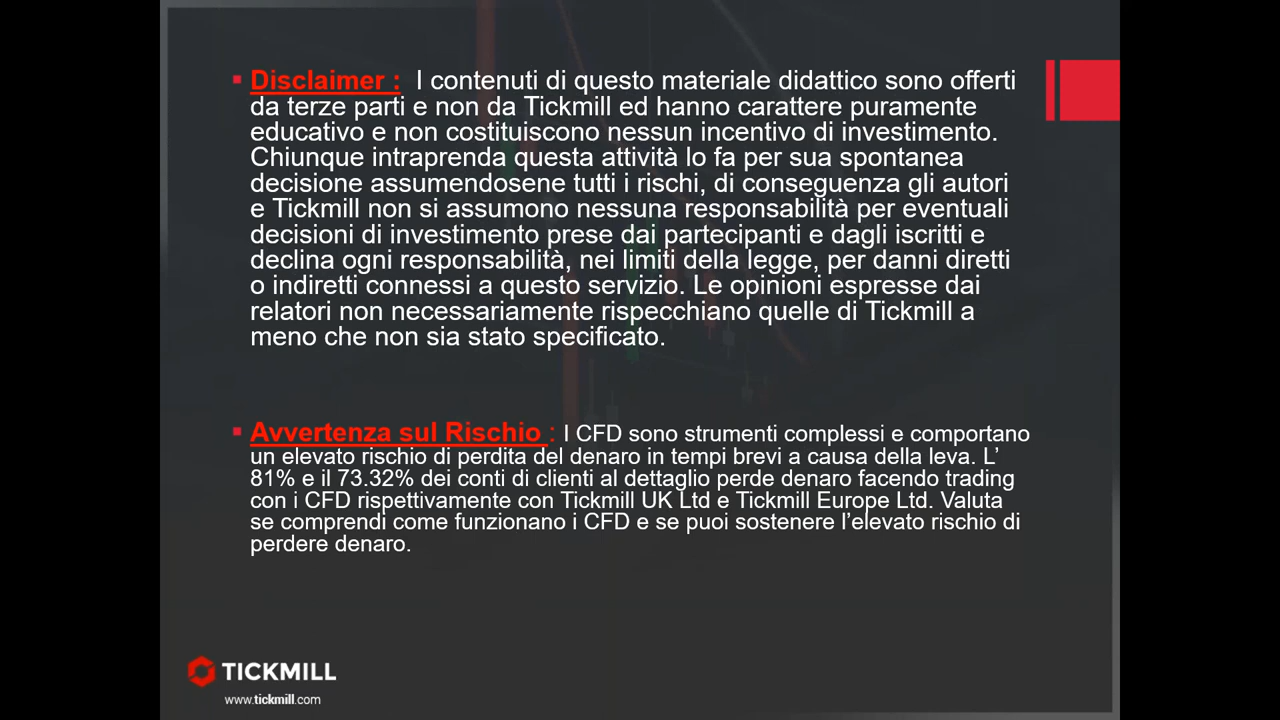 Disclaimer : I contenuti di questo materiale didattico sono offerti
da terze parti e non da Tickmill ed hanno carattere puramente
educativo e non costituiscono nessun incentivo di investimento.
Chiunque intraprenda questa attività lo fa per sua spontanea
decisione assumendosene tutti i rischi, di conseguenza gli autori
e Tickmill non si assumono nessuna responsabilità per eventuali
decisioni di investimento prese dai partecipanti e dagli iscritti e
declina ogni responsabilità, nei limiti della legge, per danni diretti
o indiretti connessi a questo servizio. Le opinioni espresse dai
relatori non necessariamente rispecchiano quelle di Tickmill a
meno che non sia stato specificato.
Avvertenza sul Rischio : I CFD sono strumenti complessi e comportano
un elevato rischio di perdita del denaro in tempi brevi a causa della leva. L’
81% e il 73.32% dei conti di clienti al dettaglio perde denaro facendo trading
con i CFD rispettivamente con Tickmill UK Ltd e Tickmill Europe Ltd. Valuta
se comprendi come funzionano i CFD e se puoi sostenere l’elevato rischio di
perdere denaro.
TICKMILL
www.tickmill.com